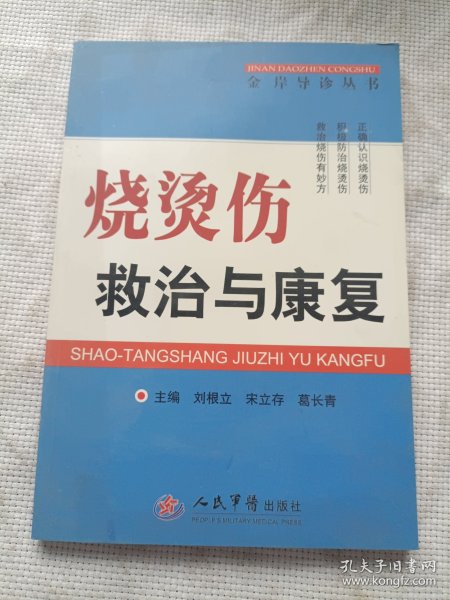 JINAN DAOZHEN CONGSHU
金岸导诊丛书
正确认识烧烫伤
积极防治烧烫伤
救治烧伤有妙方
烧烫伤
救治与康复
SHAO-TANGSHANG JIUZHI YU KANGFU
主编 刘根立 宋立存 葛长青
人民军医出版社
PEOPLE'S MILITARY MEDICAL PRESS
孔夫子旧书网
www.kongfz.com